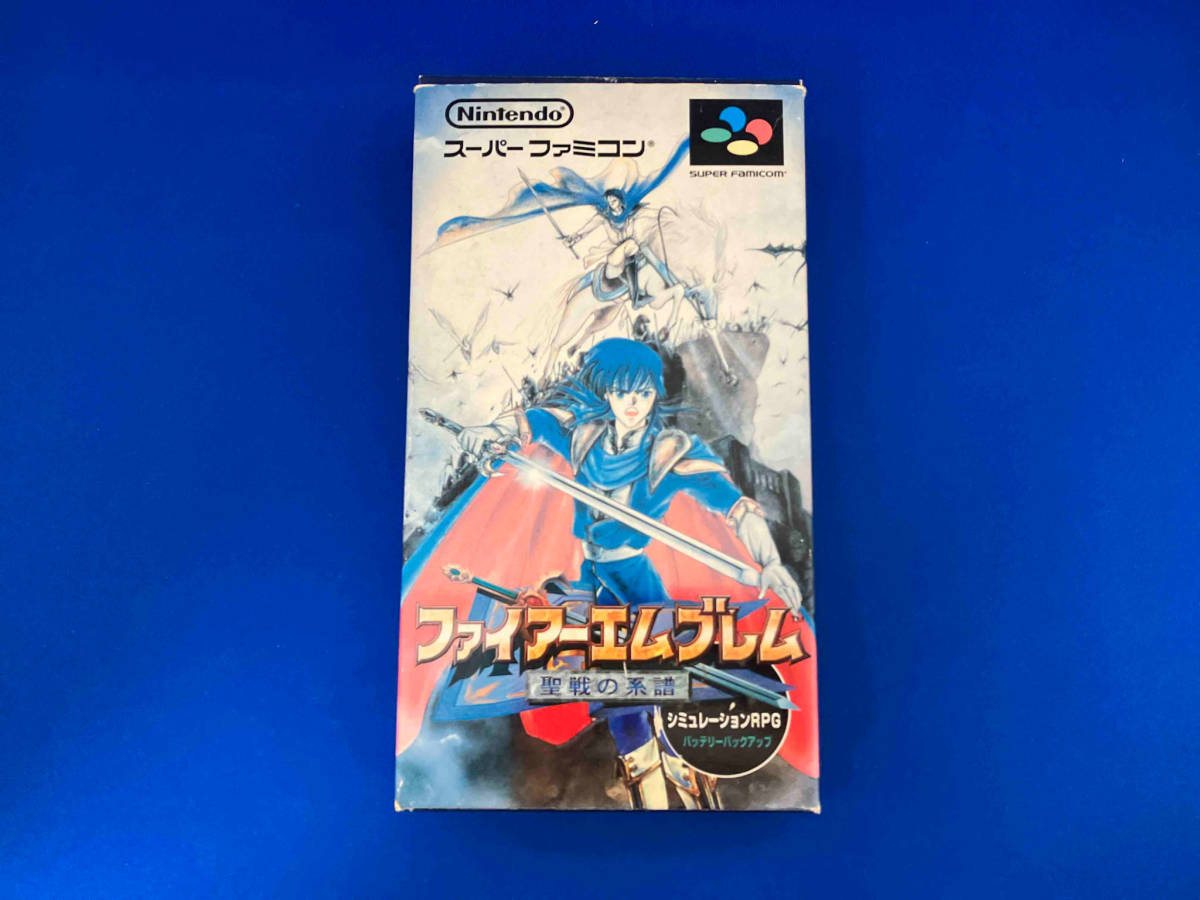 Nintendo®
スーパーファミコン®
SUPER FAMICOM®
ファイアーエムブレム
聖戦の系譜
シミュレーションRPG
バッテリーバックアップ